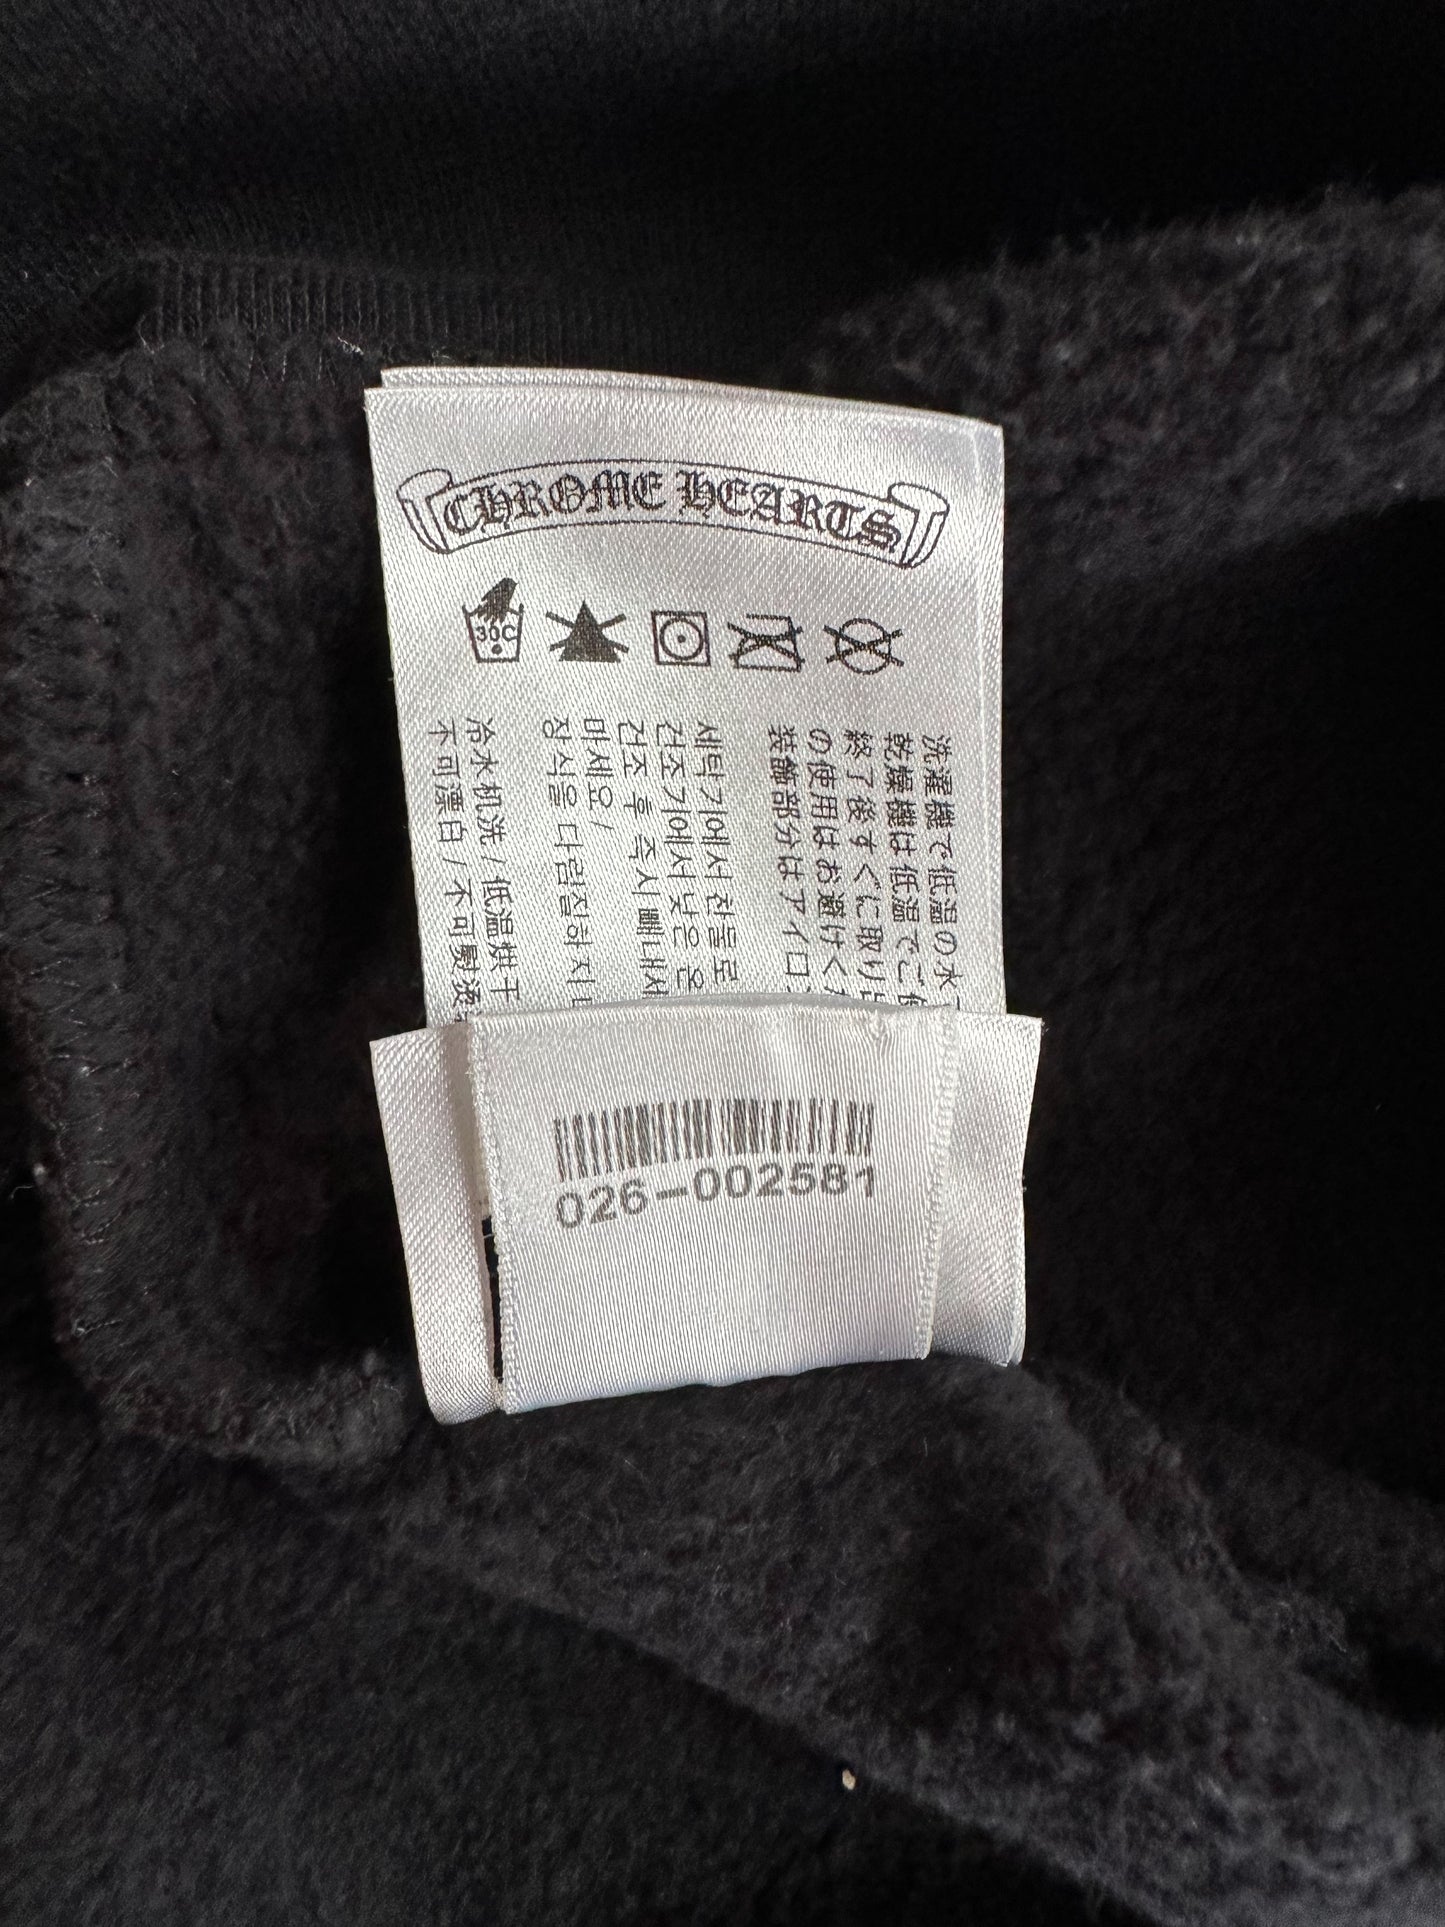 CHROME HEARTS
30C
洗濯機で低温の水
乾燥機は低温でご
終了後すぐに取り
の使用はお避けく
装飾部分はアイロ
세탁기에서 찬물로
건조기에서 낮은 온
건조 후 즉시 빼내
마세요 /
장식을 다림질하지
冷水机洗 / 低温烘干
不可漂白 / 不可熨烫
026-002581